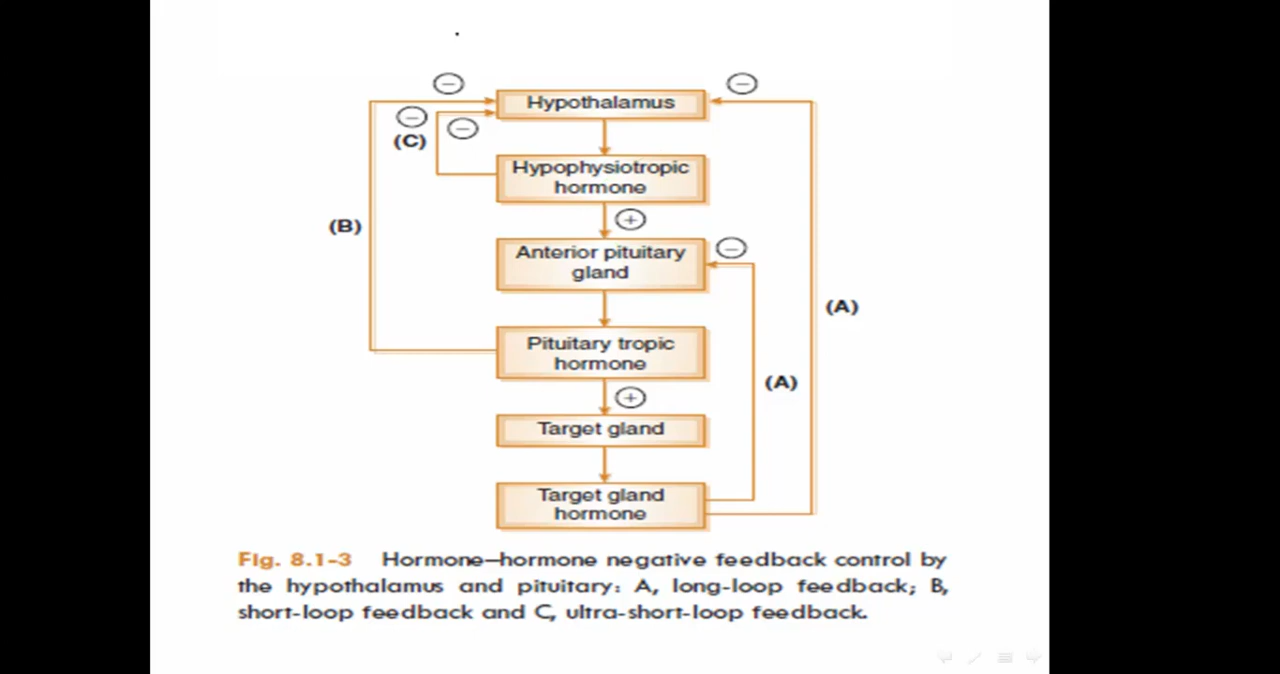 Hypothalamus
(C)
Hypophysiotropic
hormone
(B)
Anterior pituitary
gland
(A)
Pituitary tropic
hormone
(A)
Target gland
Target gland
hormone
FIg. 8.1-3 Hormone–hormone negative feedback control by
the hypothalamus and pituitary: A, long-loop feedback; B,
short-loop feedback and C, ultra-short-loop feedback.